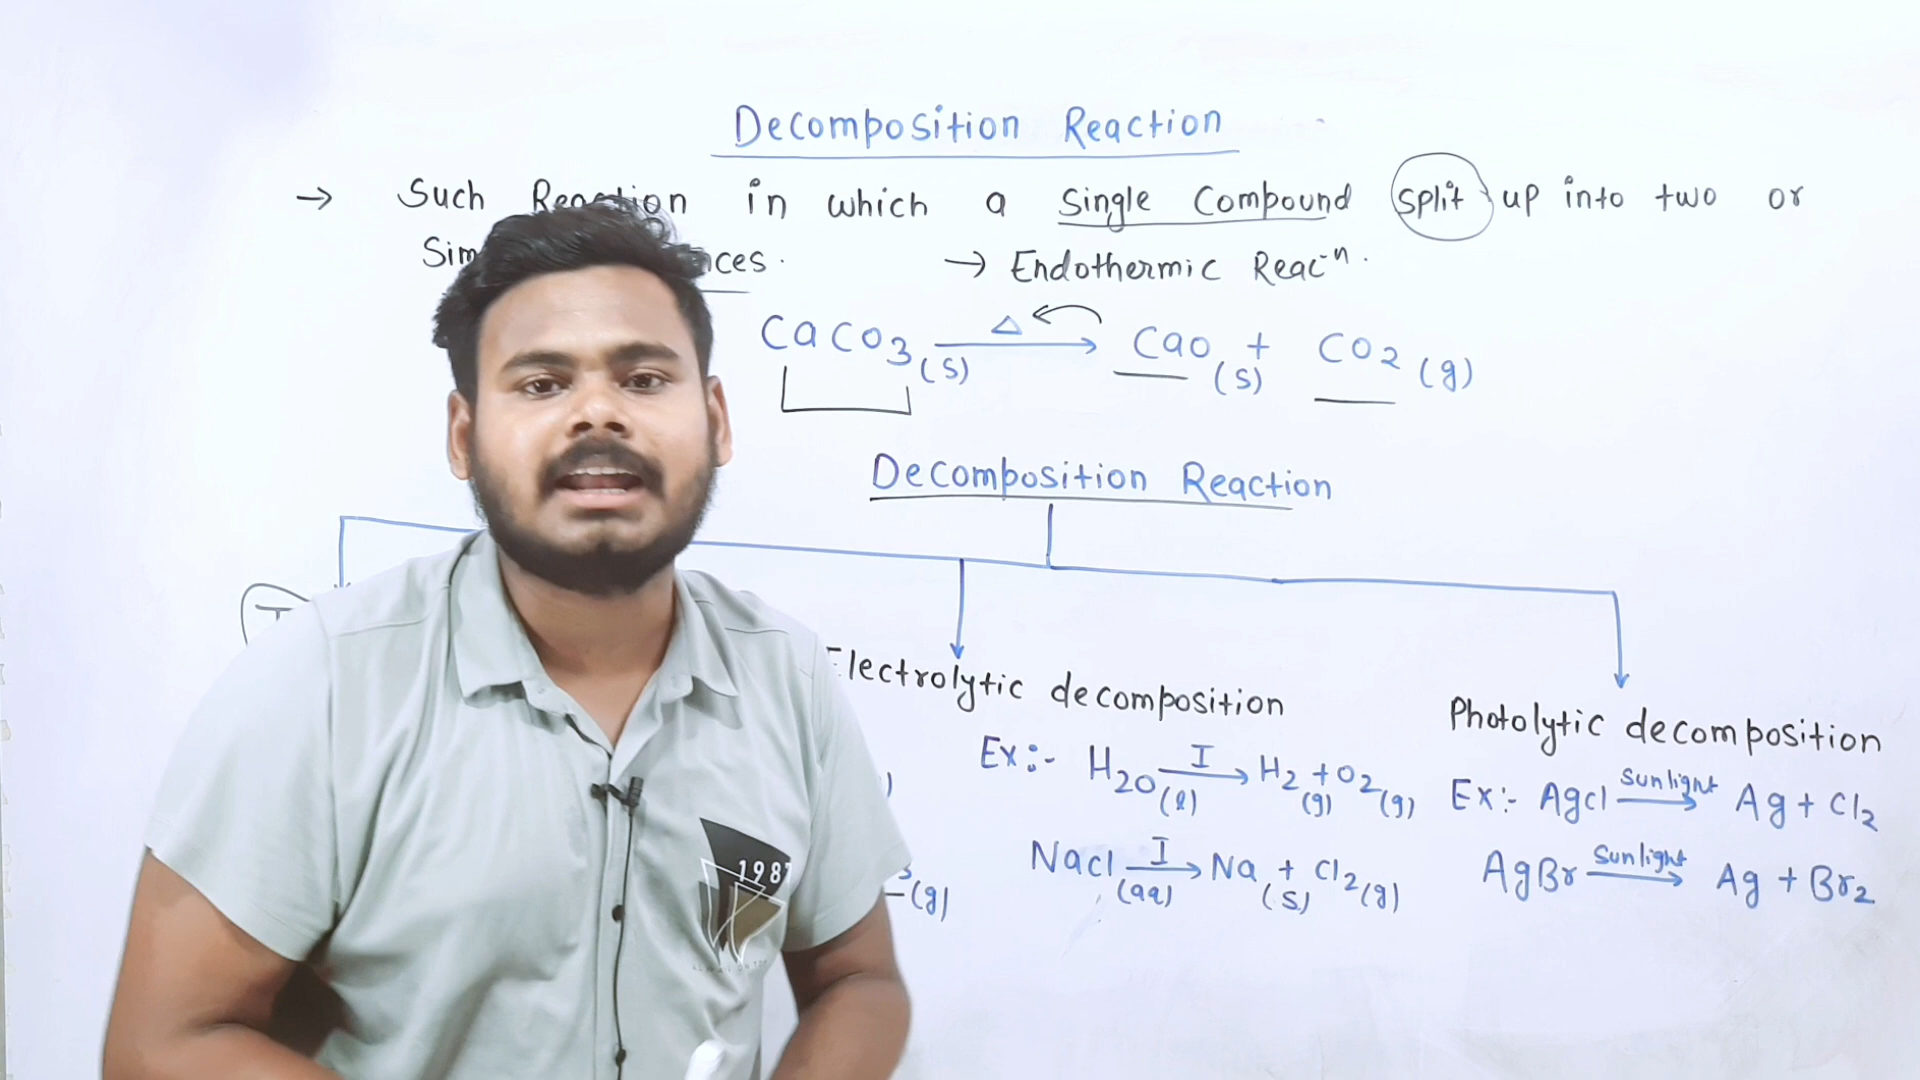 Decomposition Reaction
→ Such Reaction in which a Single Compound Split up into two or
→ Endothermic Reacⁿ.
CaCO3(s) Δ→ CaO(s) + CO2(g)
Decomposition Reaction
Electrolytic decomposition
Photolytic decomposition
Ex:- H2O(l) I→ H2(g) + O2(g)
Ex:- AgCl Sunlight→ Ag + Cl2
NaCl(aq) I→ Na(s) + Cl2(g)
AgBr Sunlight→ Ag + Br2
(g)
1987